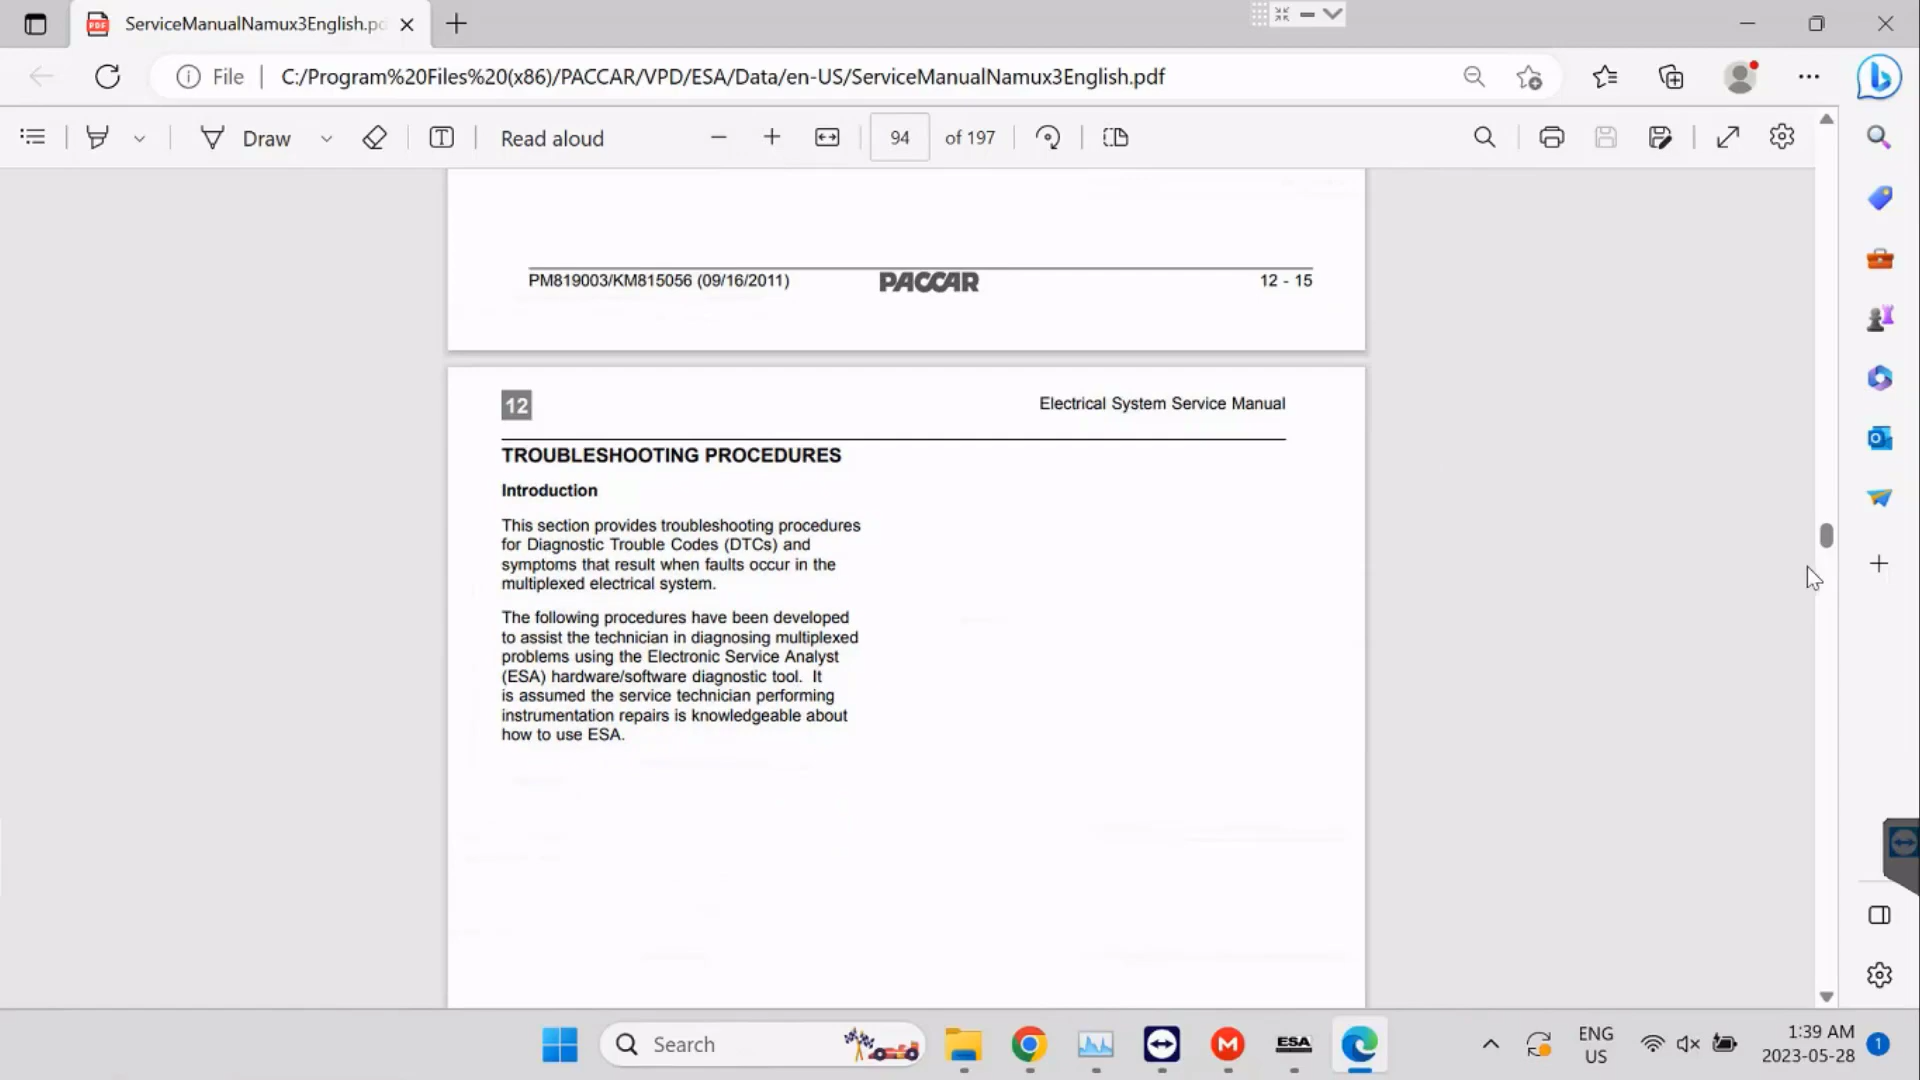 ServiceManualNamux3English.pd
File
C:/Program%20Files%20(x86)/PACCAR/VPD/ESA/Data/en-US/ServiceManualNamux3English.pdf
Draw
Read aloud
94 of 197
PM819003/KM815056 (09/16/2011) PACCAR 12 - 15
12 Electrical System Service Manual
TROUBLESHOOTING PROCEDURES
Introduction
This section provides troubleshooting procedures
for Diagnostic Trouble Codes (DTCs) and
symptoms that result when faults occur in the
multiplexed electrical system.
The following procedures have been developed
to assist the technician in diagnosing multiplexed
problems using the Electronic Service Analyst
(ESA) hardware/software diagnostic tool. It
is assumed the service technician performing
instrumentation repairs is knowledgeable about
how to use ESA.
Search
ESA
ENG
US
1:39 AM
2023-05-28
1